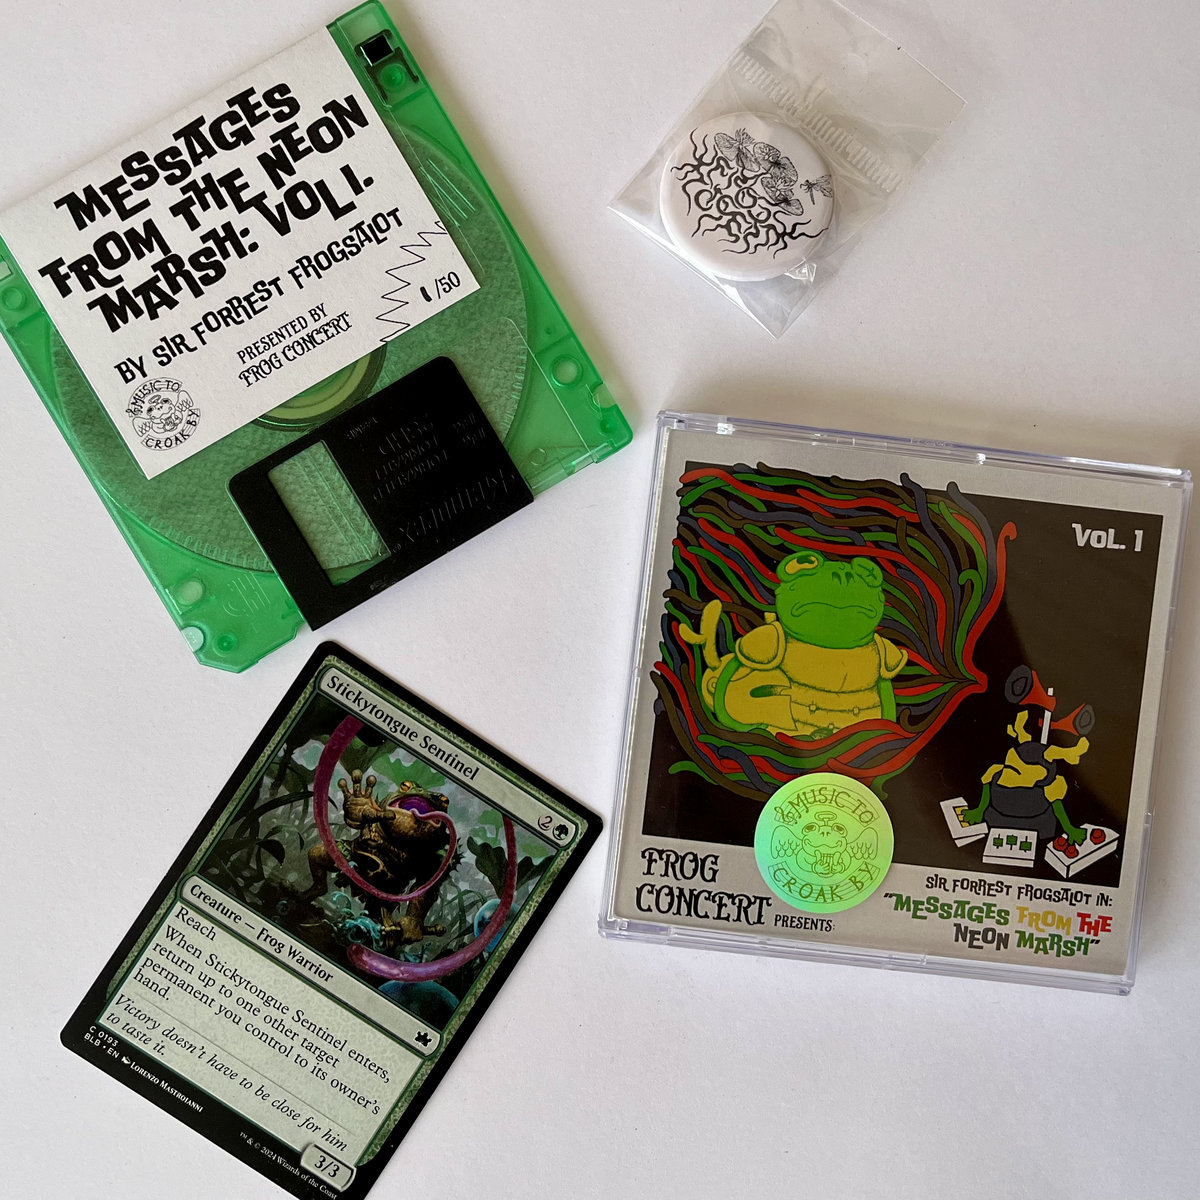 MESSAGES
FROM THE NEON
MARSH: VOL 1.
BY SIR FORREST FROGSALOT
PRESENTED BY
FROG CONCERT
1/50
MUSIC TO
CROAK BY
VOL. 1
MUSIC TO
CROAK BY
FROG
CONCERT PRESENTS:
SIR FORREST FROGSALOT IN:
"MESSAGES FROM THE
NEON MARSH"
Stickytongue Sentinel
2
Creature — Frog Warrior
Reach
When Stickytongue Sentinel enters,
return up to one other target
permanent you control to its owner's
hand.
Victory doesn't have to be close for him
to taste it.
3/3
C 0193
BLB • EN LORENZO MASTROIANNI
™ & © 2024 Wizards of the Coast